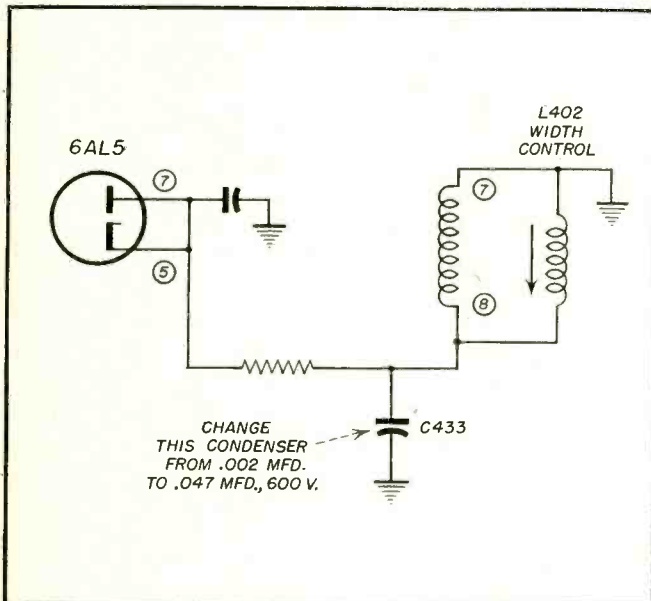 6AL5
7
5
L402
WIDTH
CONTROL
7
8
CHANGE
THIS CONDENSER
FROM .002 MFD.
TO .047 MFD., 600 V.
C433